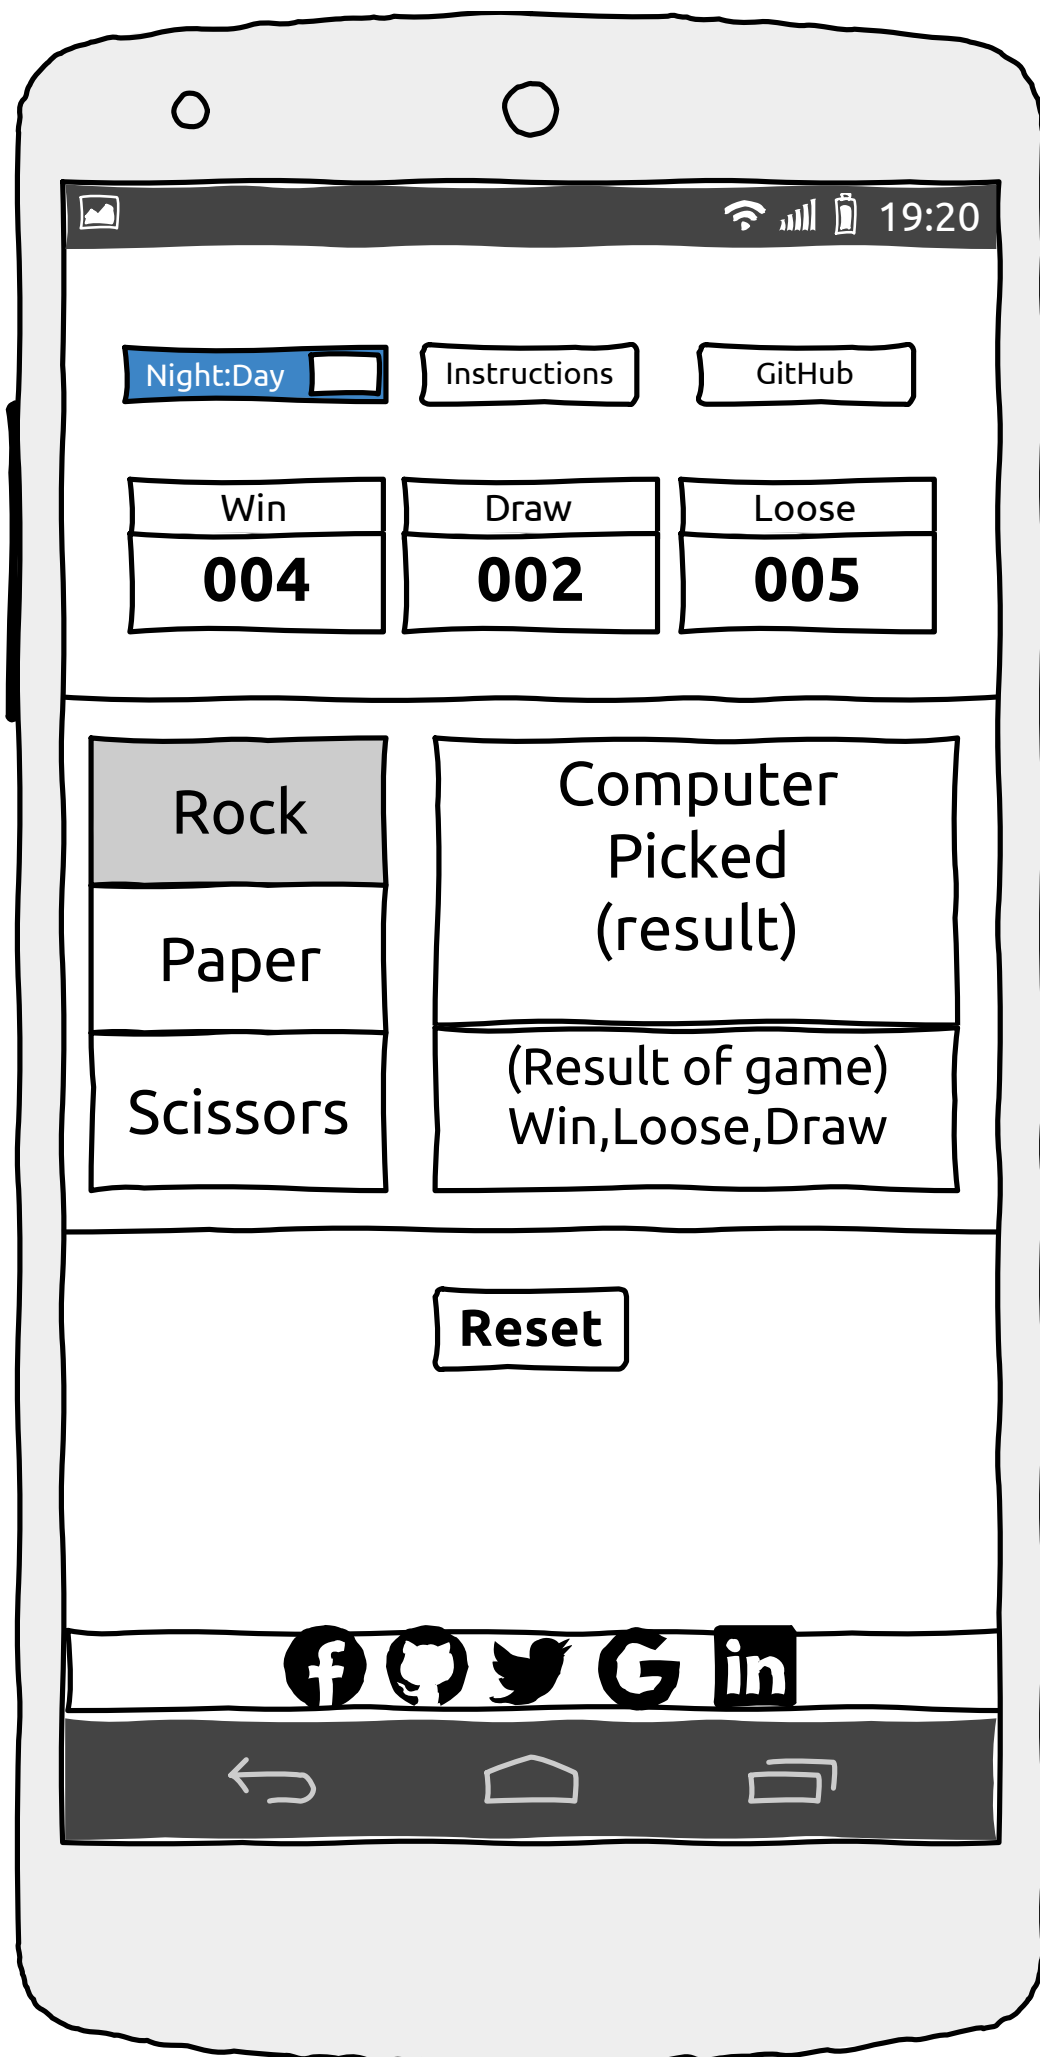 19:20
Night:Day
Instructions
GitHub
Win
Draw
Loose
004
002
005
Rock
Paper
Scissors
Computer
Picked
(result)
(Result of game)
Win,Loose,Draw
Reset